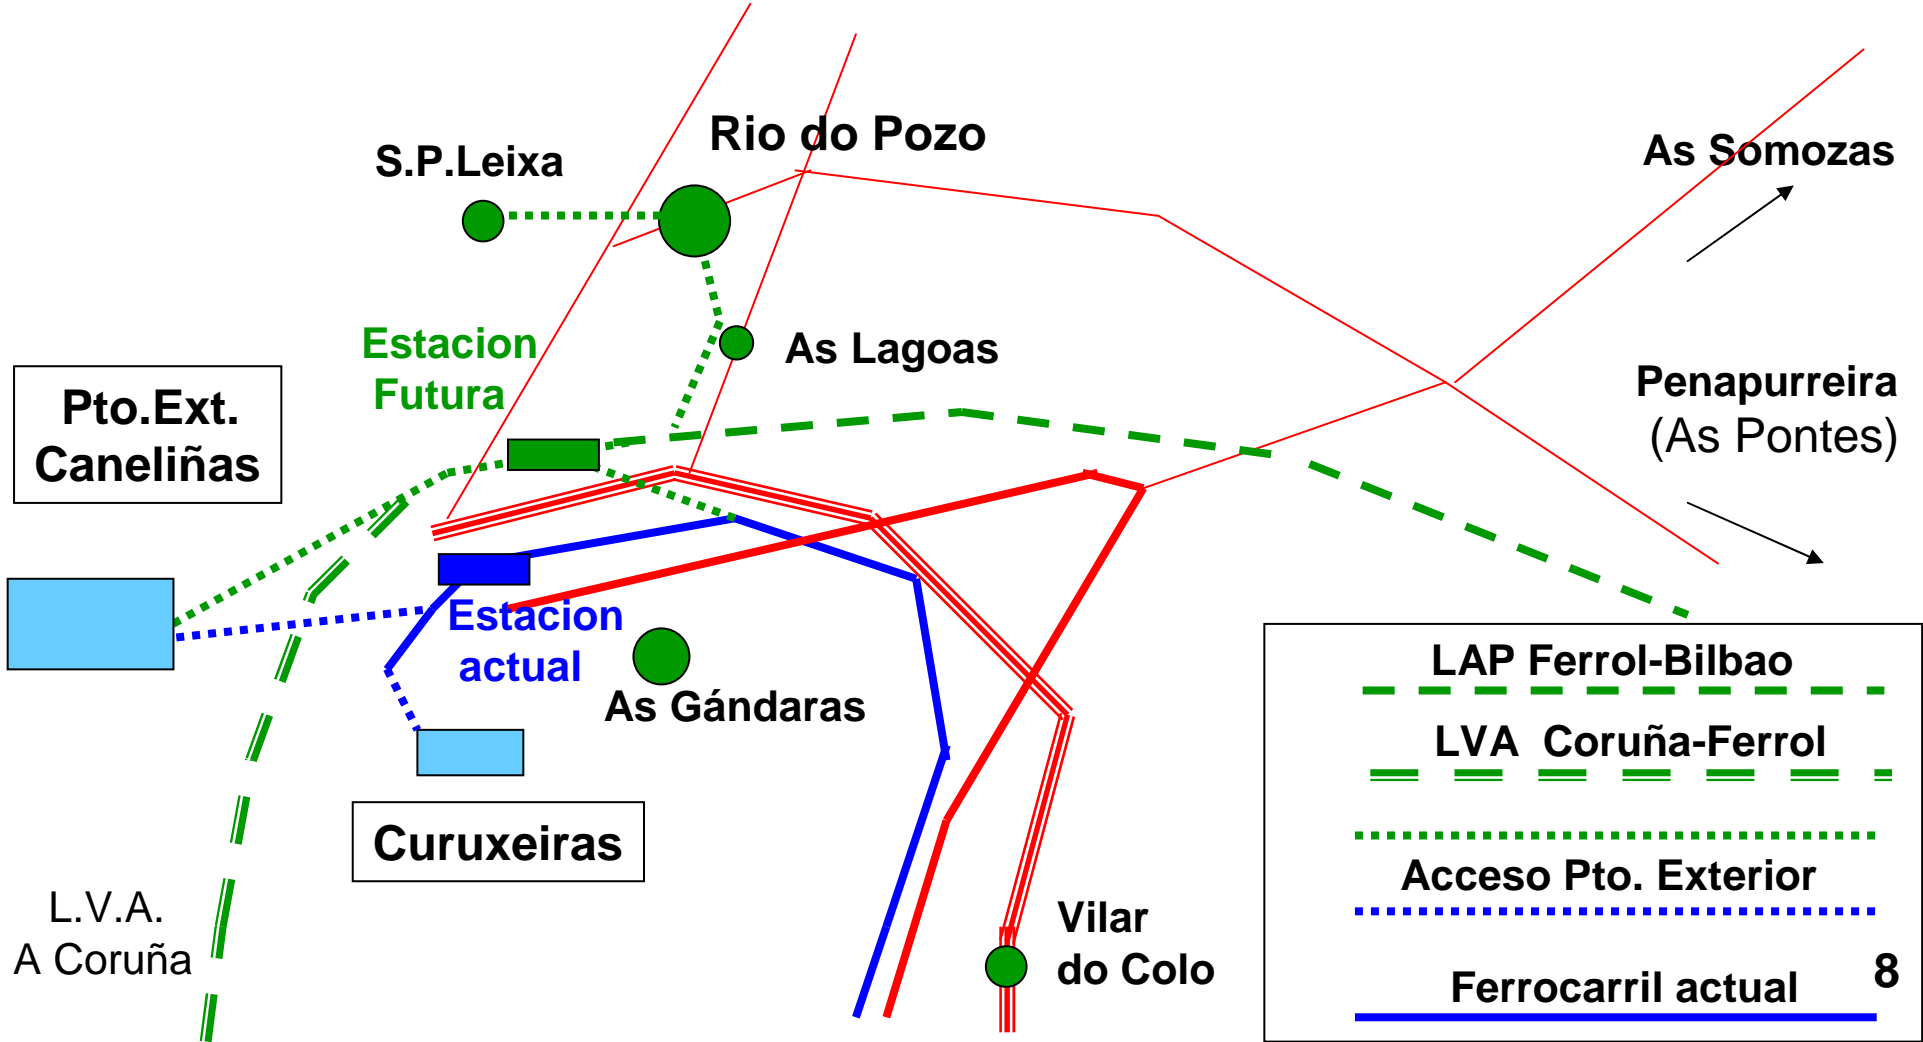 Rio do Pozo
S.P.Leixa
As Somozas
Estacion
Futura
As Lagoas
Pto.Ext.
Caneliñas
Penapurreira
(As Pontes)
Estacion
actual
As Gándaras
Curuxeiras
L.V.A.
A Coruña
Vilar
do Colo
LAP Ferrol-Bilbao
LVA Coruña-Ferrol
Acceso Pto. Exterior
Ferrocarril actual
8